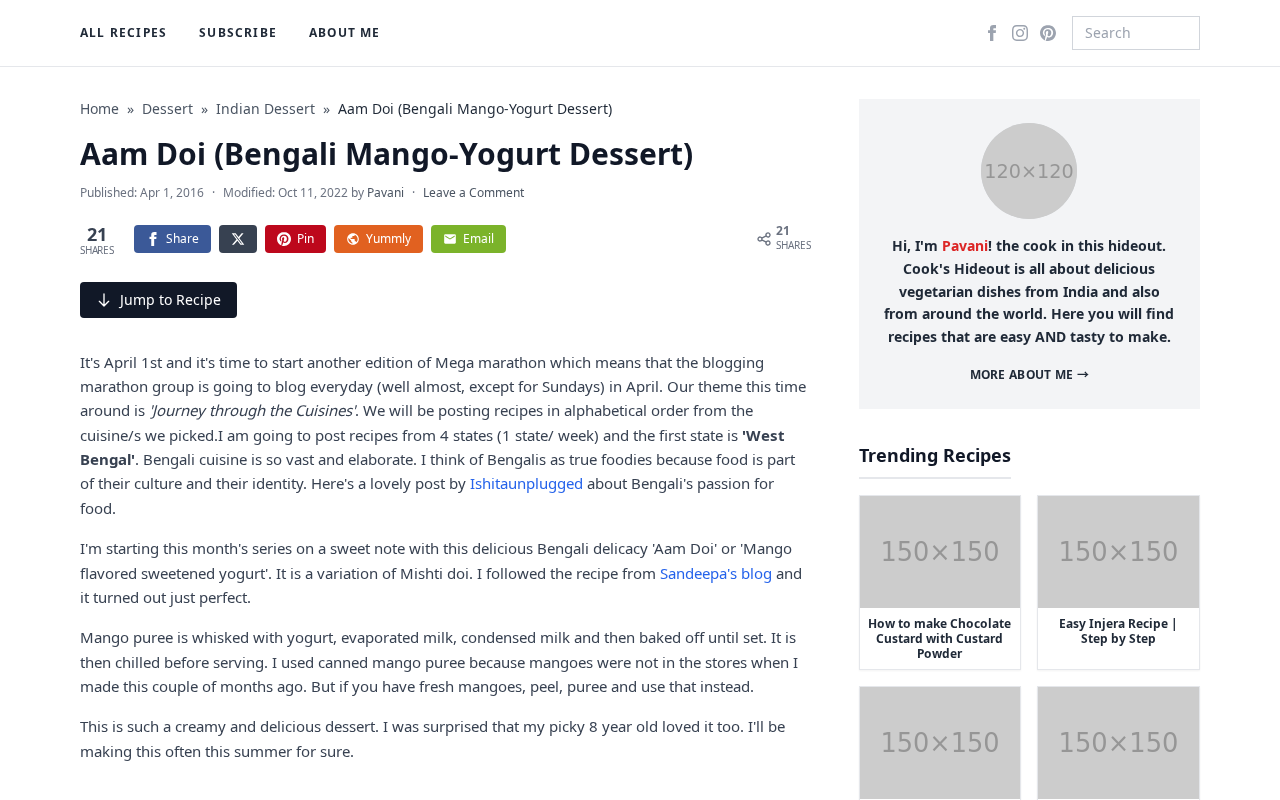 ALL RECIPES SUBSCRIBE ABOUT ME Search
Home » Dessert » Indian Dessert » Aam Doi (Bengali Mango-Yogurt Dessert)
Aam Doi (Bengali Mango-Yogurt Dessert)
Published: Apr 1, 2016 · Modified: Oct 11, 2022 by Pavani · Leave a Comment
21
SHARES
Share
Pin
Yummly
Email
21
SHARES
Jump to Recipe
It's April 1st and it's time to start another edition of Mega marathon which means that the blogging
marathon group is going to blog everyday (well almost, except for Sundays) in April. Our theme this time
around is 'Journey through the Cuisines'. We will be posting recipes in alphabetical order from the
cuisine/s we picked.I am going to post recipes from 4 states (1 state/ week) and the first state is 'West
Bengal'. Bengali cuisine is so vast and elaborate. I think of Bengalis as true foodies because food is part
of their culture and their identity. Here's a lovely post by Ishitaunplugged about Bengali's passion for
food.
I'm starting this month's series on a sweet note with this delicious Bengali delicacy 'Aam Doi' or 'Mango
flavored sweetened yogurt'. It is a variation of Mishti doi. I followed the recipe from Sandeepa's blog and
it turned out just perfect.
Mango puree is whisked with yogurt, evaporated milk, condensed milk and then baked off until set. It is
then chilled before serving. I used canned mango puree because mangoes were not in the stores when I
made this couple of months ago. But if you have fresh mangoes, peel, puree and use that instead.
This is such a creamy and delicious dessert. I was surprised that my picky 8 year old loved it too. I'll be
making this often this summer for sure.
120×120
Hi, I'm Pavani! the cook in this hideout.
Cook's Hideout is all about delicious
vegetarian dishes from India and also
from around the world. Here you will find
recipes that are easy AND tasty to make.
MORE ABOUT ME →
Trending Recipes
150×150
How to make Chocolate
Custard with Custard
Powder
150×150
Easy Injera Recipe |
Step by Step
150×150
150×150